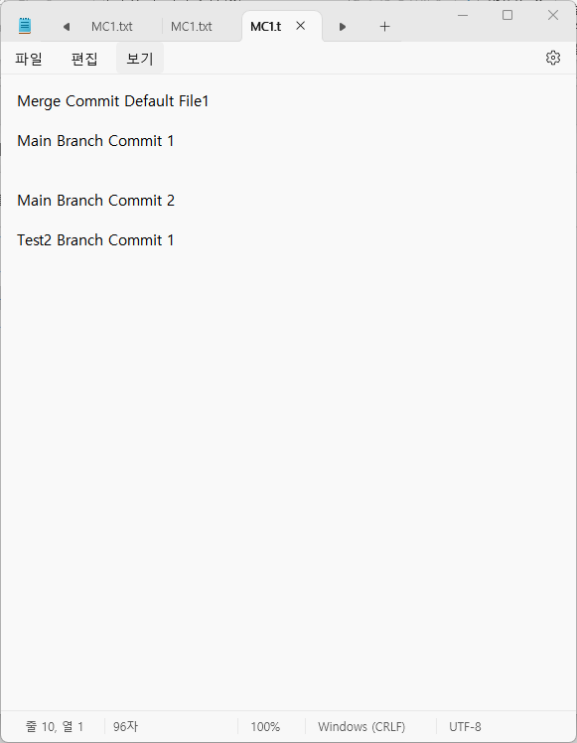 MC1.txt MC1.txt MC1.t
파일 편집 보기
Merge Commit Default File1
Main Branch Commit 1
Main Branch Commit 2
Test2 Branch Commit 1
줄 10, 열 1 96자 100% Windows (CRLF) UTF-8